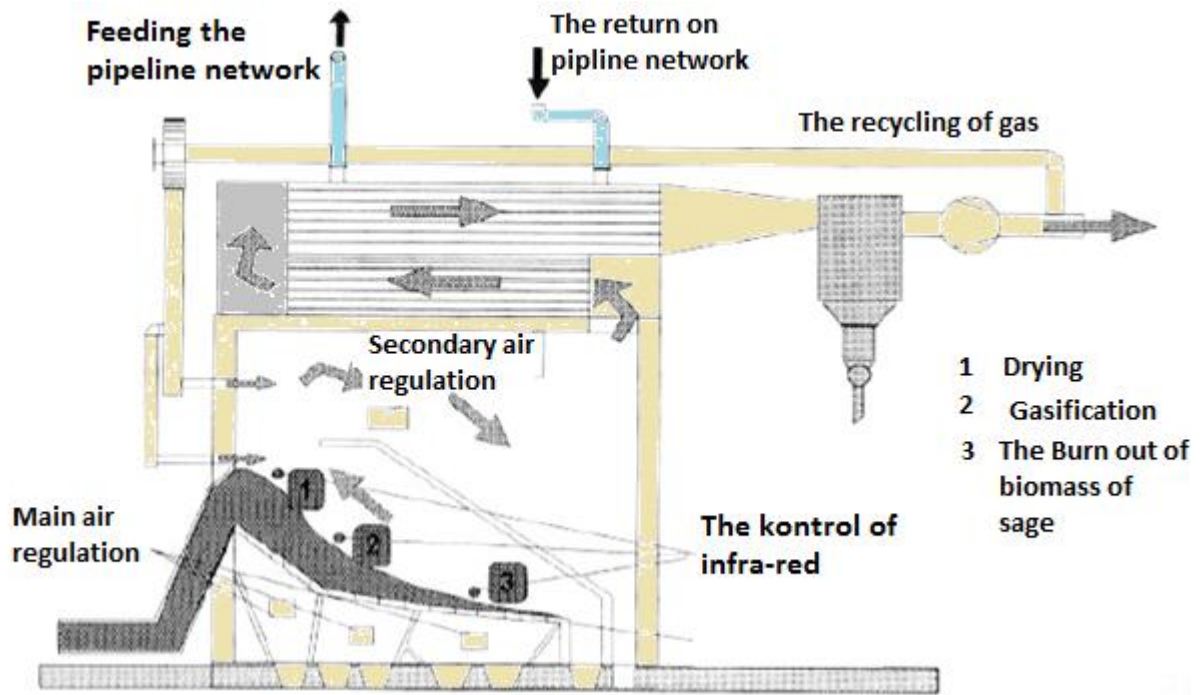 Feeding the
pipeline network
The return on
pipline network
The recycling of gas
Secondary air
regulation
1 Drying
2 Gasification
3 The Burn out of
biomass of
sage
1
2
3
Main air
regulation
The kontrol of
infra-red